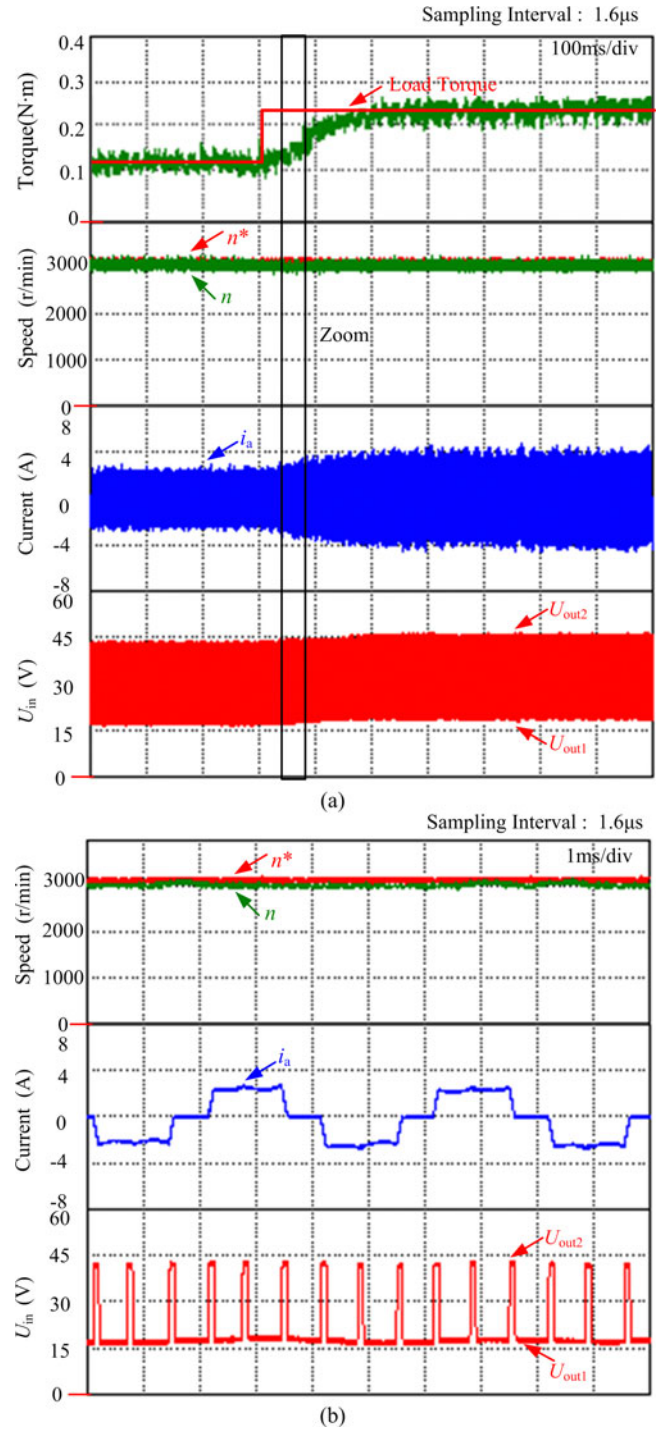 Sampling Interval : 1.6μs
100ms/div
Torque(N·m)
0.4
0.3
0.2
0.1
0
Load Torque
Speed (r/min)
3000
2000
1000
0
n*
n
Zoom
Current (A)
8
4
0
-4
-8
ia
Uin (V)
60
45
30
15
0
Uout2
Uout1
(a)
Sampling Interval : 1.6μs
1ms/div
Speed (r/min)
3000
2000
1000
0
n*
n
Current (A)
8
4
0
-4
-8
ia
Uin (V)
60
45
30
15
0
Uout2
Uout1
(b)